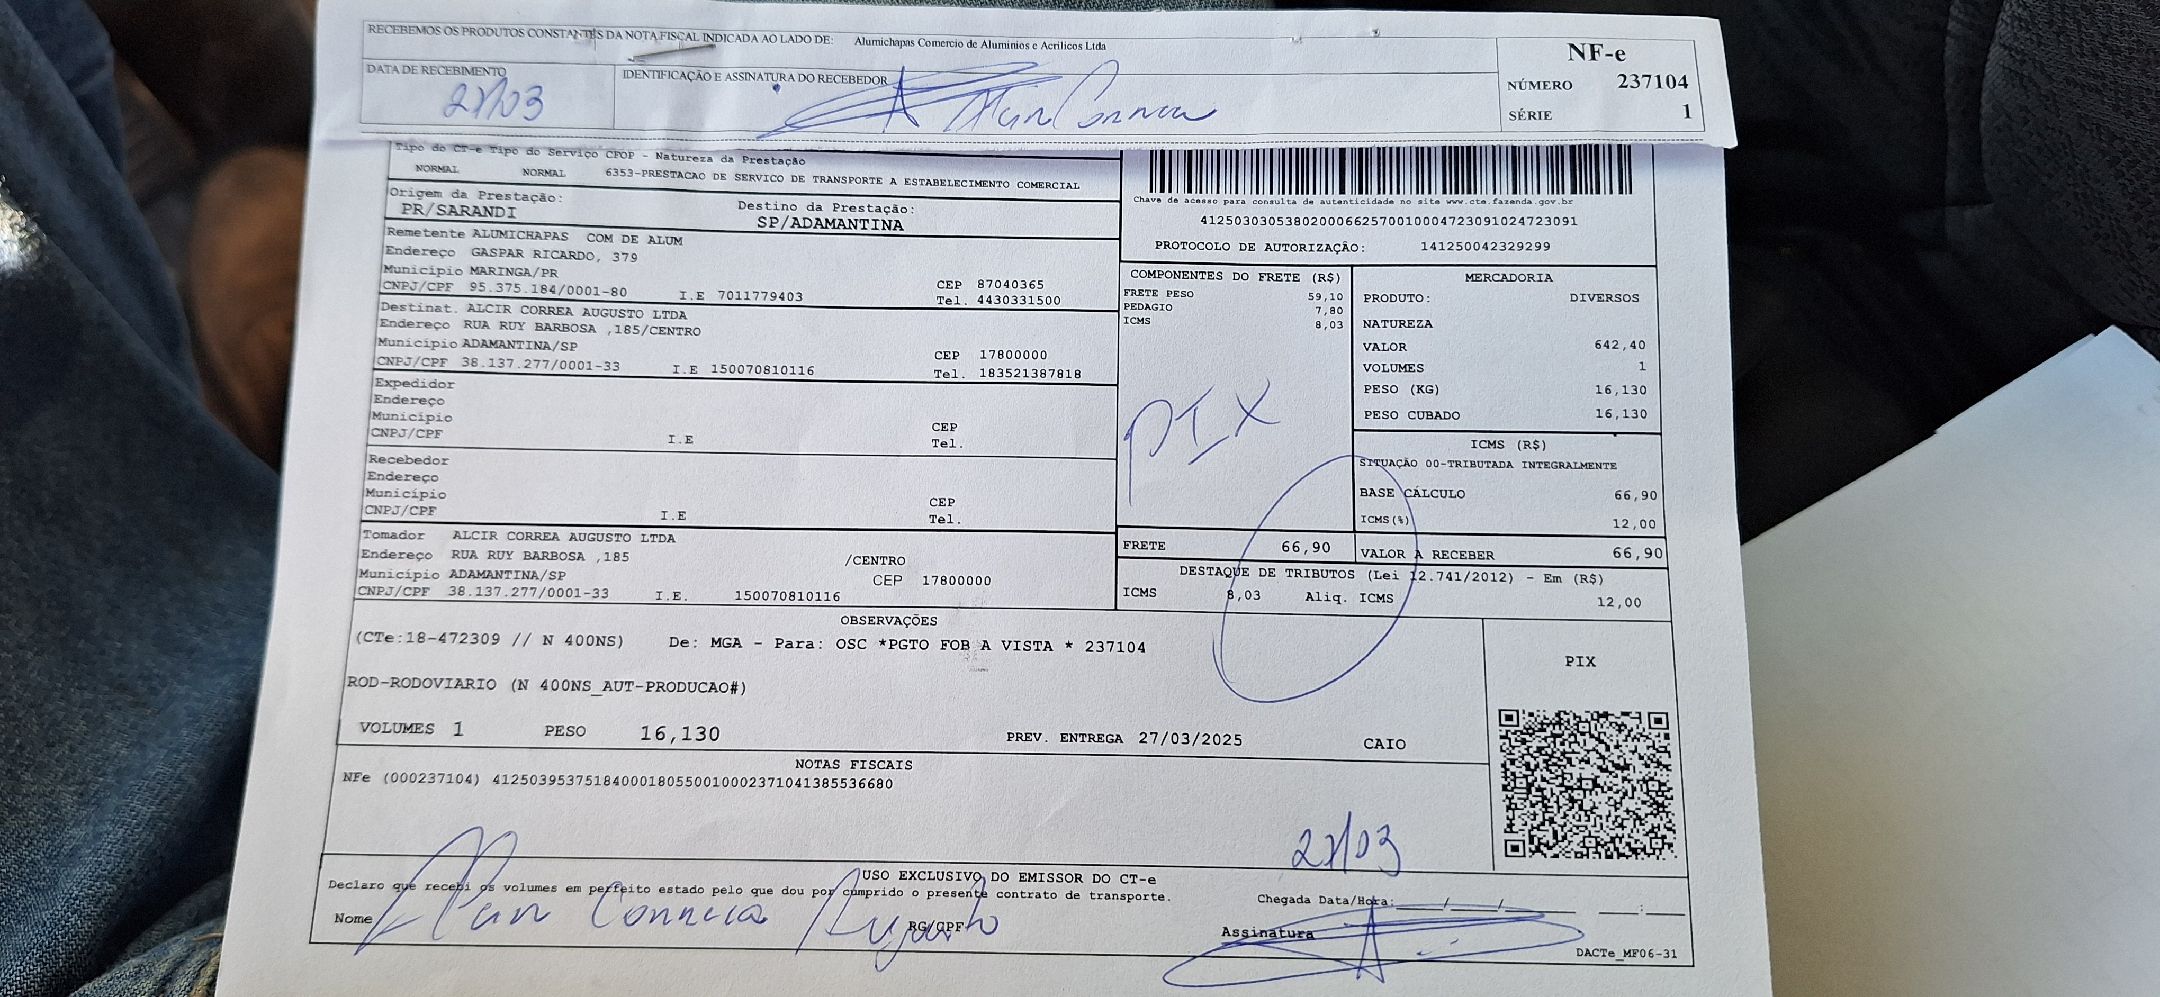 RECEBEMOS OS PRODUTOS CONSTANTES DA NOTA FISCAL INDICADA AO LADO DE: Alumichapas Comercio de Aluminios e Acrilicos Ltda
NF-e
DATA DE RECEBIMENTO
IDENTIFICAÇÃO E ASSINATURA DO RECEBEDOR
NÚMERO 237104
SÉRIE 1
Tipo do CT-e Tipo do Serviço CFOP - Natureza da Prestação
NORMAL NORMAL 6353-PRESTACAO DE SERVICO DE TRANSPORTE A ESTABELECIMENTO COMERCIAL
Origem da Prestação: Destino da Prestação:
PR/SARANDI SP/ADAMANTINA
Chave de acesso para consulta de autenticidade no site www.cte.fazenda.gov.br
41250303053802000662570010004723091024723091
PROTOCOLO DE AUTORIZAÇÃO: 141250042329299
Remetente ALUMICHAPAS COM DE ALUM
Endereço GASPAR RICARDO, 379
Município MARINGA/PR CEP 87040365
CNPJ/CPF 95.375.184/0001-80 I.E 7011779403 Tel. 4430331500
Destinat. ALCIR CORREA AUGUSTO LTDA
Endereço RUA RUY BARBOSA ,185/CENTRO
Município ADAMANTINA/SP CEP 17800000
CNPJ/CPF 38.137.277/0001-33 I.E 150070810116 Tel. 183521387818
Expedidor
Endereço
Município CEP
CNPJ/CPF I.E Tel.
Recebedor
Endereço
Município CEP
CNPJ/CPF I.E Tel.
Tomador ALCIR CORREA AUGUSTO LTDA
Endereço RUA RUY BARBOSA ,185 /CENTRO
Município ADAMANTINA/SP CEP 17800000
CNPJ/CPF 38.137.277/0001-33 I.E. 150070810116
COMPONENTES DO FRETE (R$)
FRETE PESO 59,10
PEDAGIO 7,80
ICMS 8,03
PIX
FRETE 66,90
MERCADORIA
PRODUTO: DIVERSOS
NATUREZA
VALOR 642,40
VOLUMES 1
PESO (KG) 16,130
PESO CUBADO 16,130
ICMS (R$)
SITUAÇÃO 00-TRIBUTADA INTEGRALMENTE
BASE CÁLCULO 66,90
ICMS(%) 12,00
VALOR A RECEBER 66,90
DESTAQUE DE TRIBUTOS (Lei 12.741/2012) - Em (R$)
ICMS 8,03 Aliq. ICMS 12,00
OBSERVAÇÕES
(CTe:18-472309 // N 400NS) De: MGA - Para: OSC *PGTO FOB A VISTA * 237104
ROD-RODOVIARIO (N 400NS_AUT-PRODUCAO#)
VOLUMES 1 PESO 16,130 PREV. ENTREGA 27/03/2025 CAIO
PIX
NOTAS FISCAIS
NFe (000237104) 41250395375184000180550010002371041385536680
USO EXCLUSIVO DO EMISSOR DO CT-e
Declaro que recebi os volumes em perfeito estado pelo que dou por cumprido o presente contrato de transporte.
Chegada Data/Hora: __/__/____ __:__
Nome RG/CPF Assinatura
DACTe_MF06-31